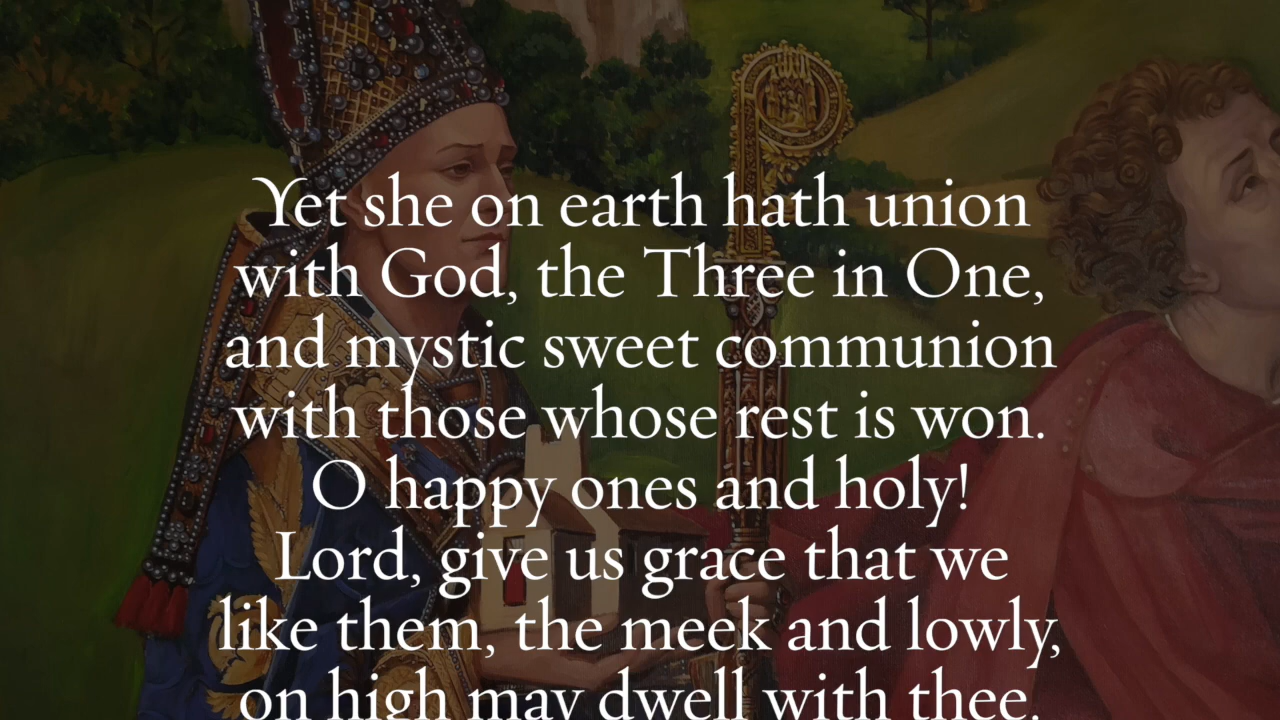 Yet she on earth hath union
with God, the Three in One,
and mystic sweet communion
with those whose rest is won.
O happy ones and holy!
Lord, give us grace that we
like them, the meek and lowly,
on high may dwell with thee.